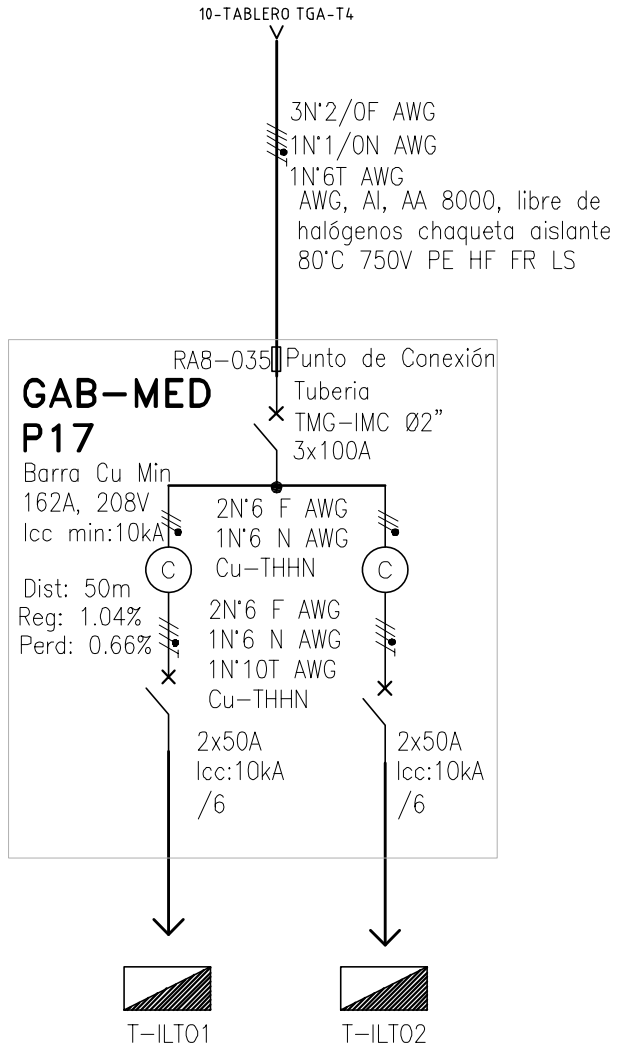 10-TABLERO TGA-T4
3N°2/0F AWG
1N°1/0N AWG
1N°6T AWG
AWG, Al, AA 8000, libre de
halógenos chaqueta aislante
80°C 750V PE HF FR LS
RA8-035
Punto de Conexión
Tuberia
TMG-IMC Ø2"
3x100A
GAB-MED
P17
Barra Cu Min
162A, 208V
Icc min:10kA
Dist: 50m
Reg: 1.04%
Perd: 0.66%
2N°6 F AWG
1N°6 N AWG
Cu-THHN
C
C
2N°6 F AWG
1N°6 N AWG
1N°10T AWG
Cu-THHN
2x50A
Icc:10kA
/6
2x50A
Icc:10kA
/6
T-ILT01
T-ILT02